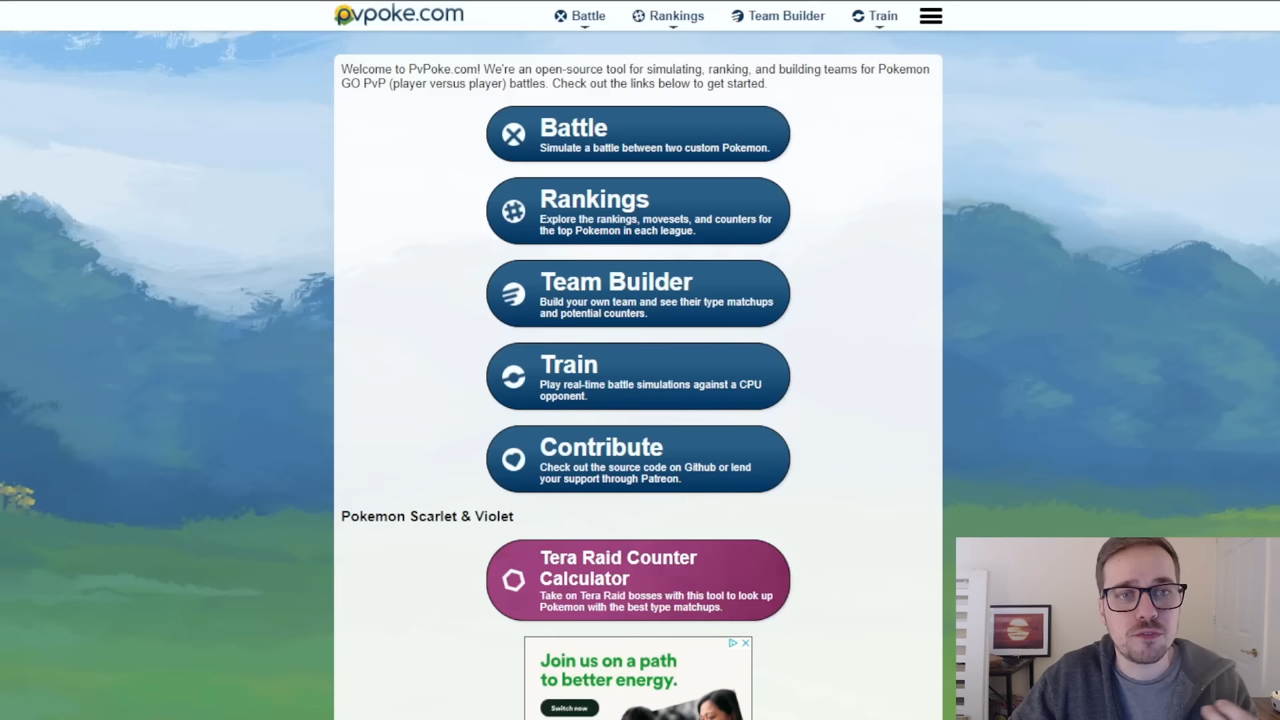 pvpoke.com
Battle Rankings Team Builder Train
Welcome to PvPoke.com! We're an open-source tool for simulating, ranking, and building teams for Pokemon
GO PvP (player versus player) battles. Check out the links below to get started.
Battle
Simulate a battle between two custom Pokemon.
Rankings
Explore the rankings, movesets, and counters for
the top Pokemon in each league.
Team Builder
Build your own team and see their type matchups
and potential counters.
Train
Play real-time battle simulations against a CPU
opponent.
Contribute
Check out the source code on Github or lend
your support through Patreon.
Pokemon Scarlet & Violet
Tera Raid Counter
Calculator
Take on Tera Raid bosses with this tool to look up
Pokemon with the best type matchups.
Join us on a path
to better energy.
Switch now